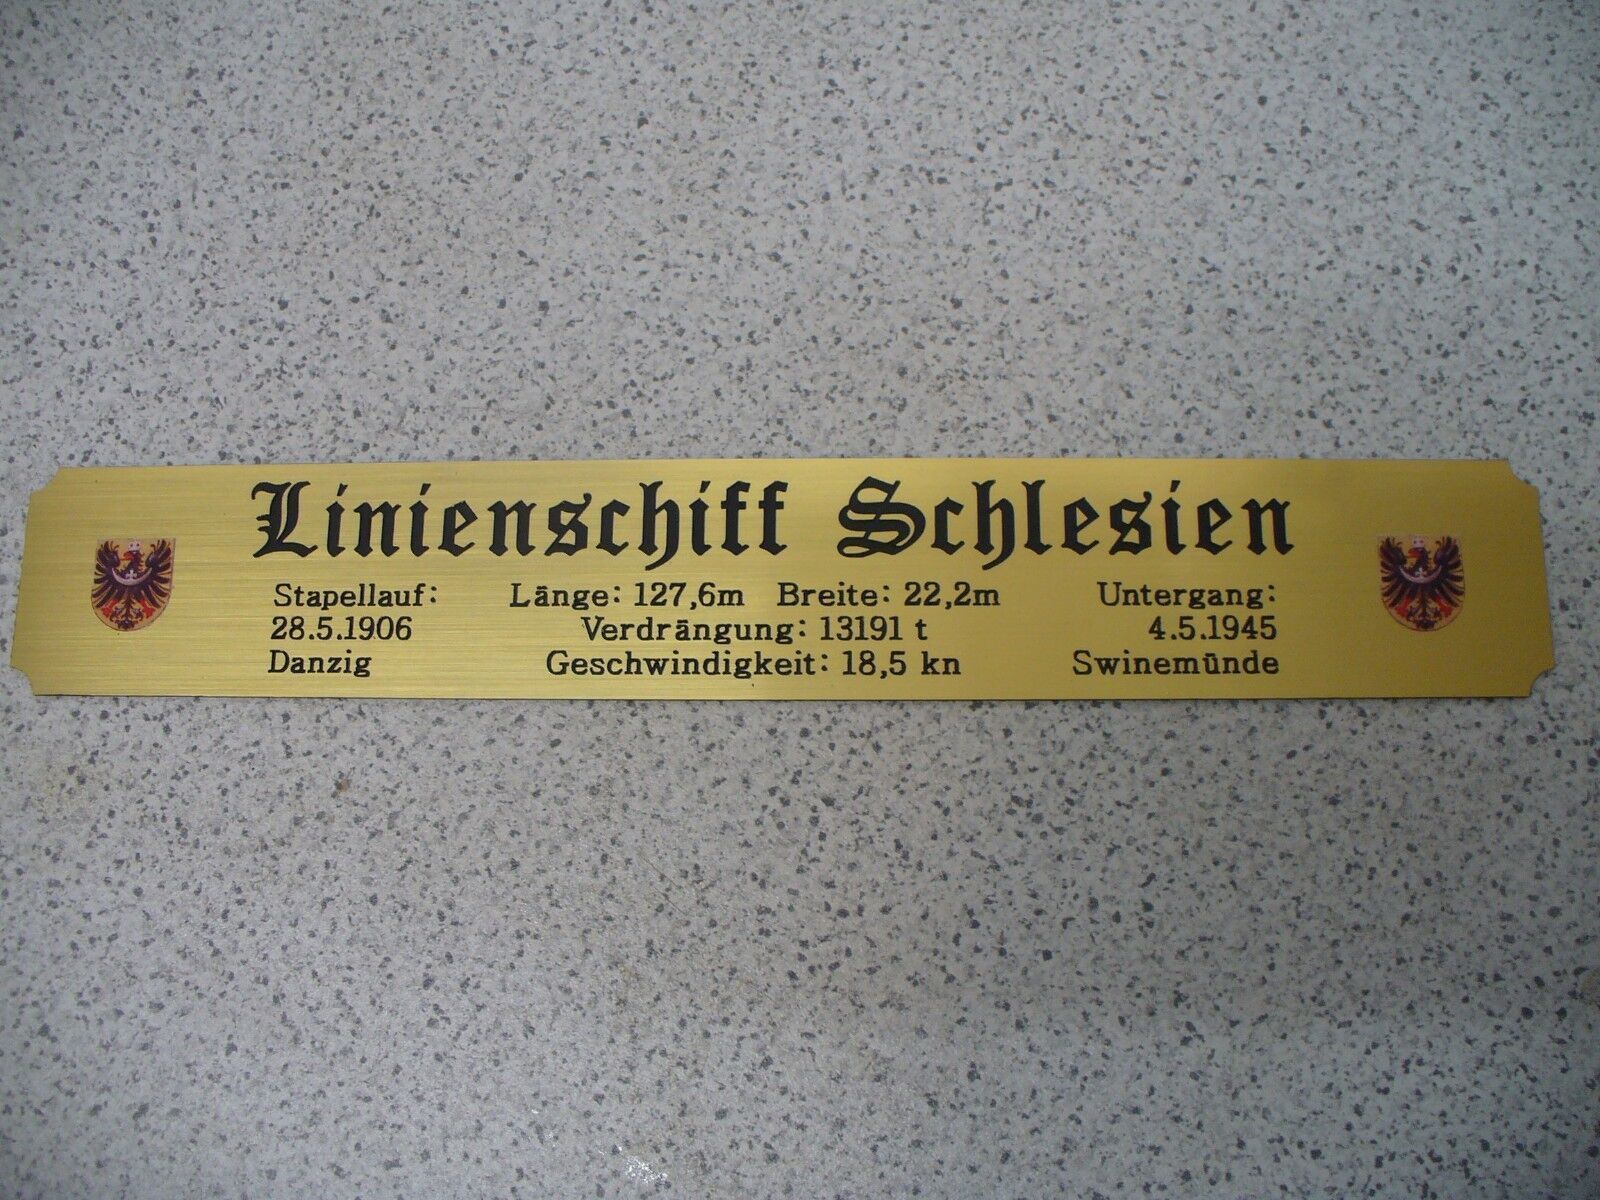 Linienschiff Schlesien
Stapellauf: Länge: 127,6m Breite: 22,2m Untergang:
28.5.1906 Verdrängung: 13191 t 4.5.1945
Danzig Geschwindigkeit: 18,5 kn Swinemünde